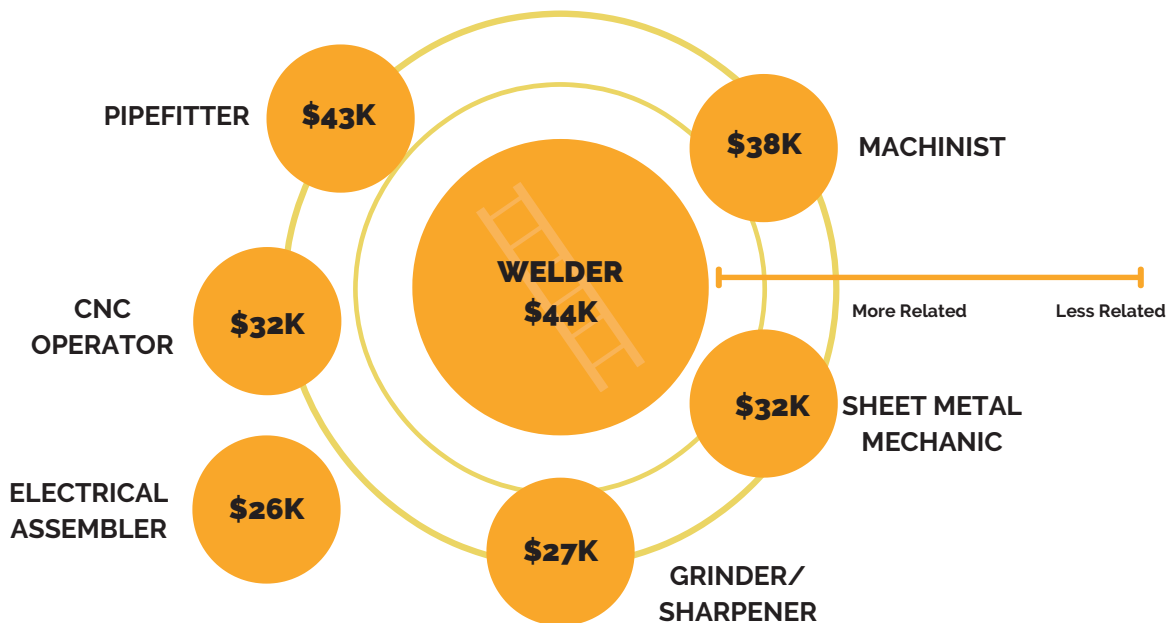 PIPEFITTER
$43K
$38K
MACHINIST
WELDER
$44K
More Related
Less Related
CNC
OPERATOR
$32K
$32K
SHEET METAL
MECHANIC
ELECTRICAL
ASSEMBLER
$26K
$27K
GRINDER/
SHARPENER